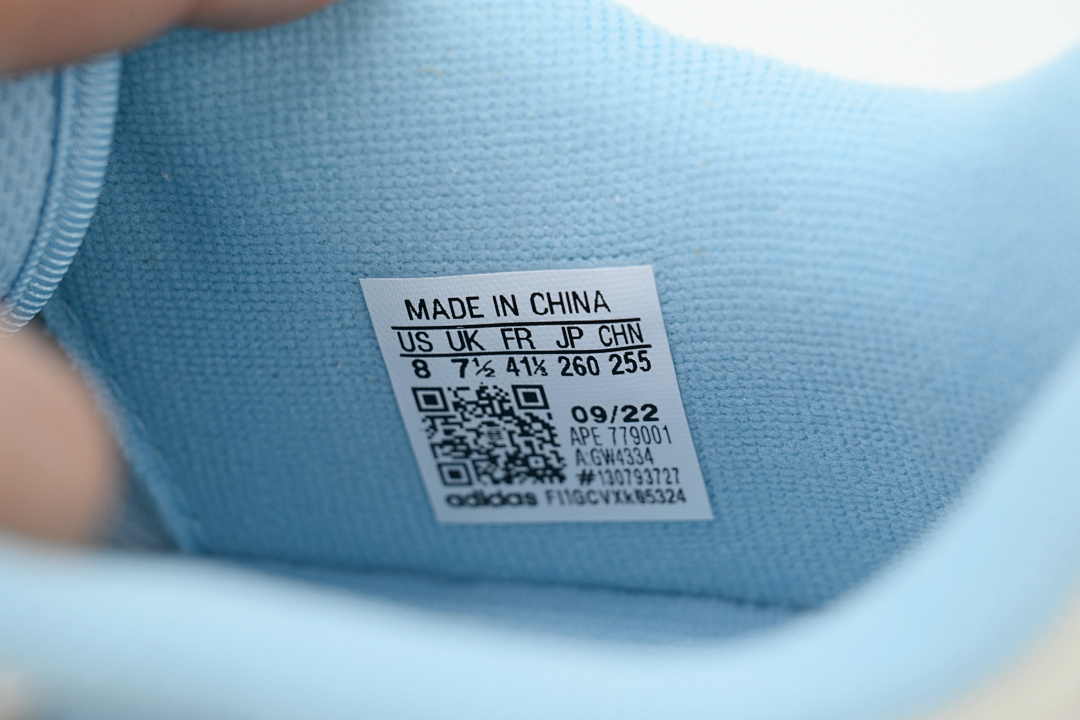 MADE IN CHINA
US UK FR JP CHN
8 7½ 41⅓ 260 255
09/22
APE 779001
A:GW4334
#130793727
adidas